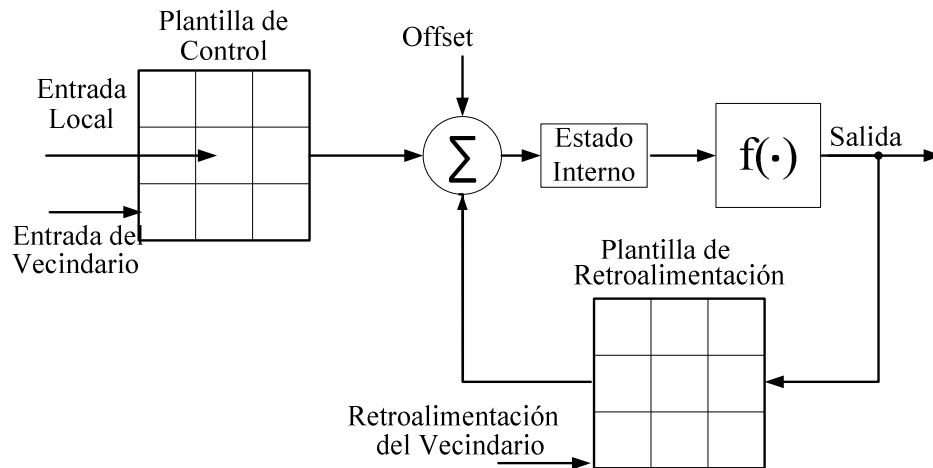 Plantilla de
Control
Offset
Entrada
Local
Entrada del
Vecindario
Σ
Estado
Interno
f(·)
Salida
Plantilla de
Retroalimentación
Retroalimentación
del Vecindario